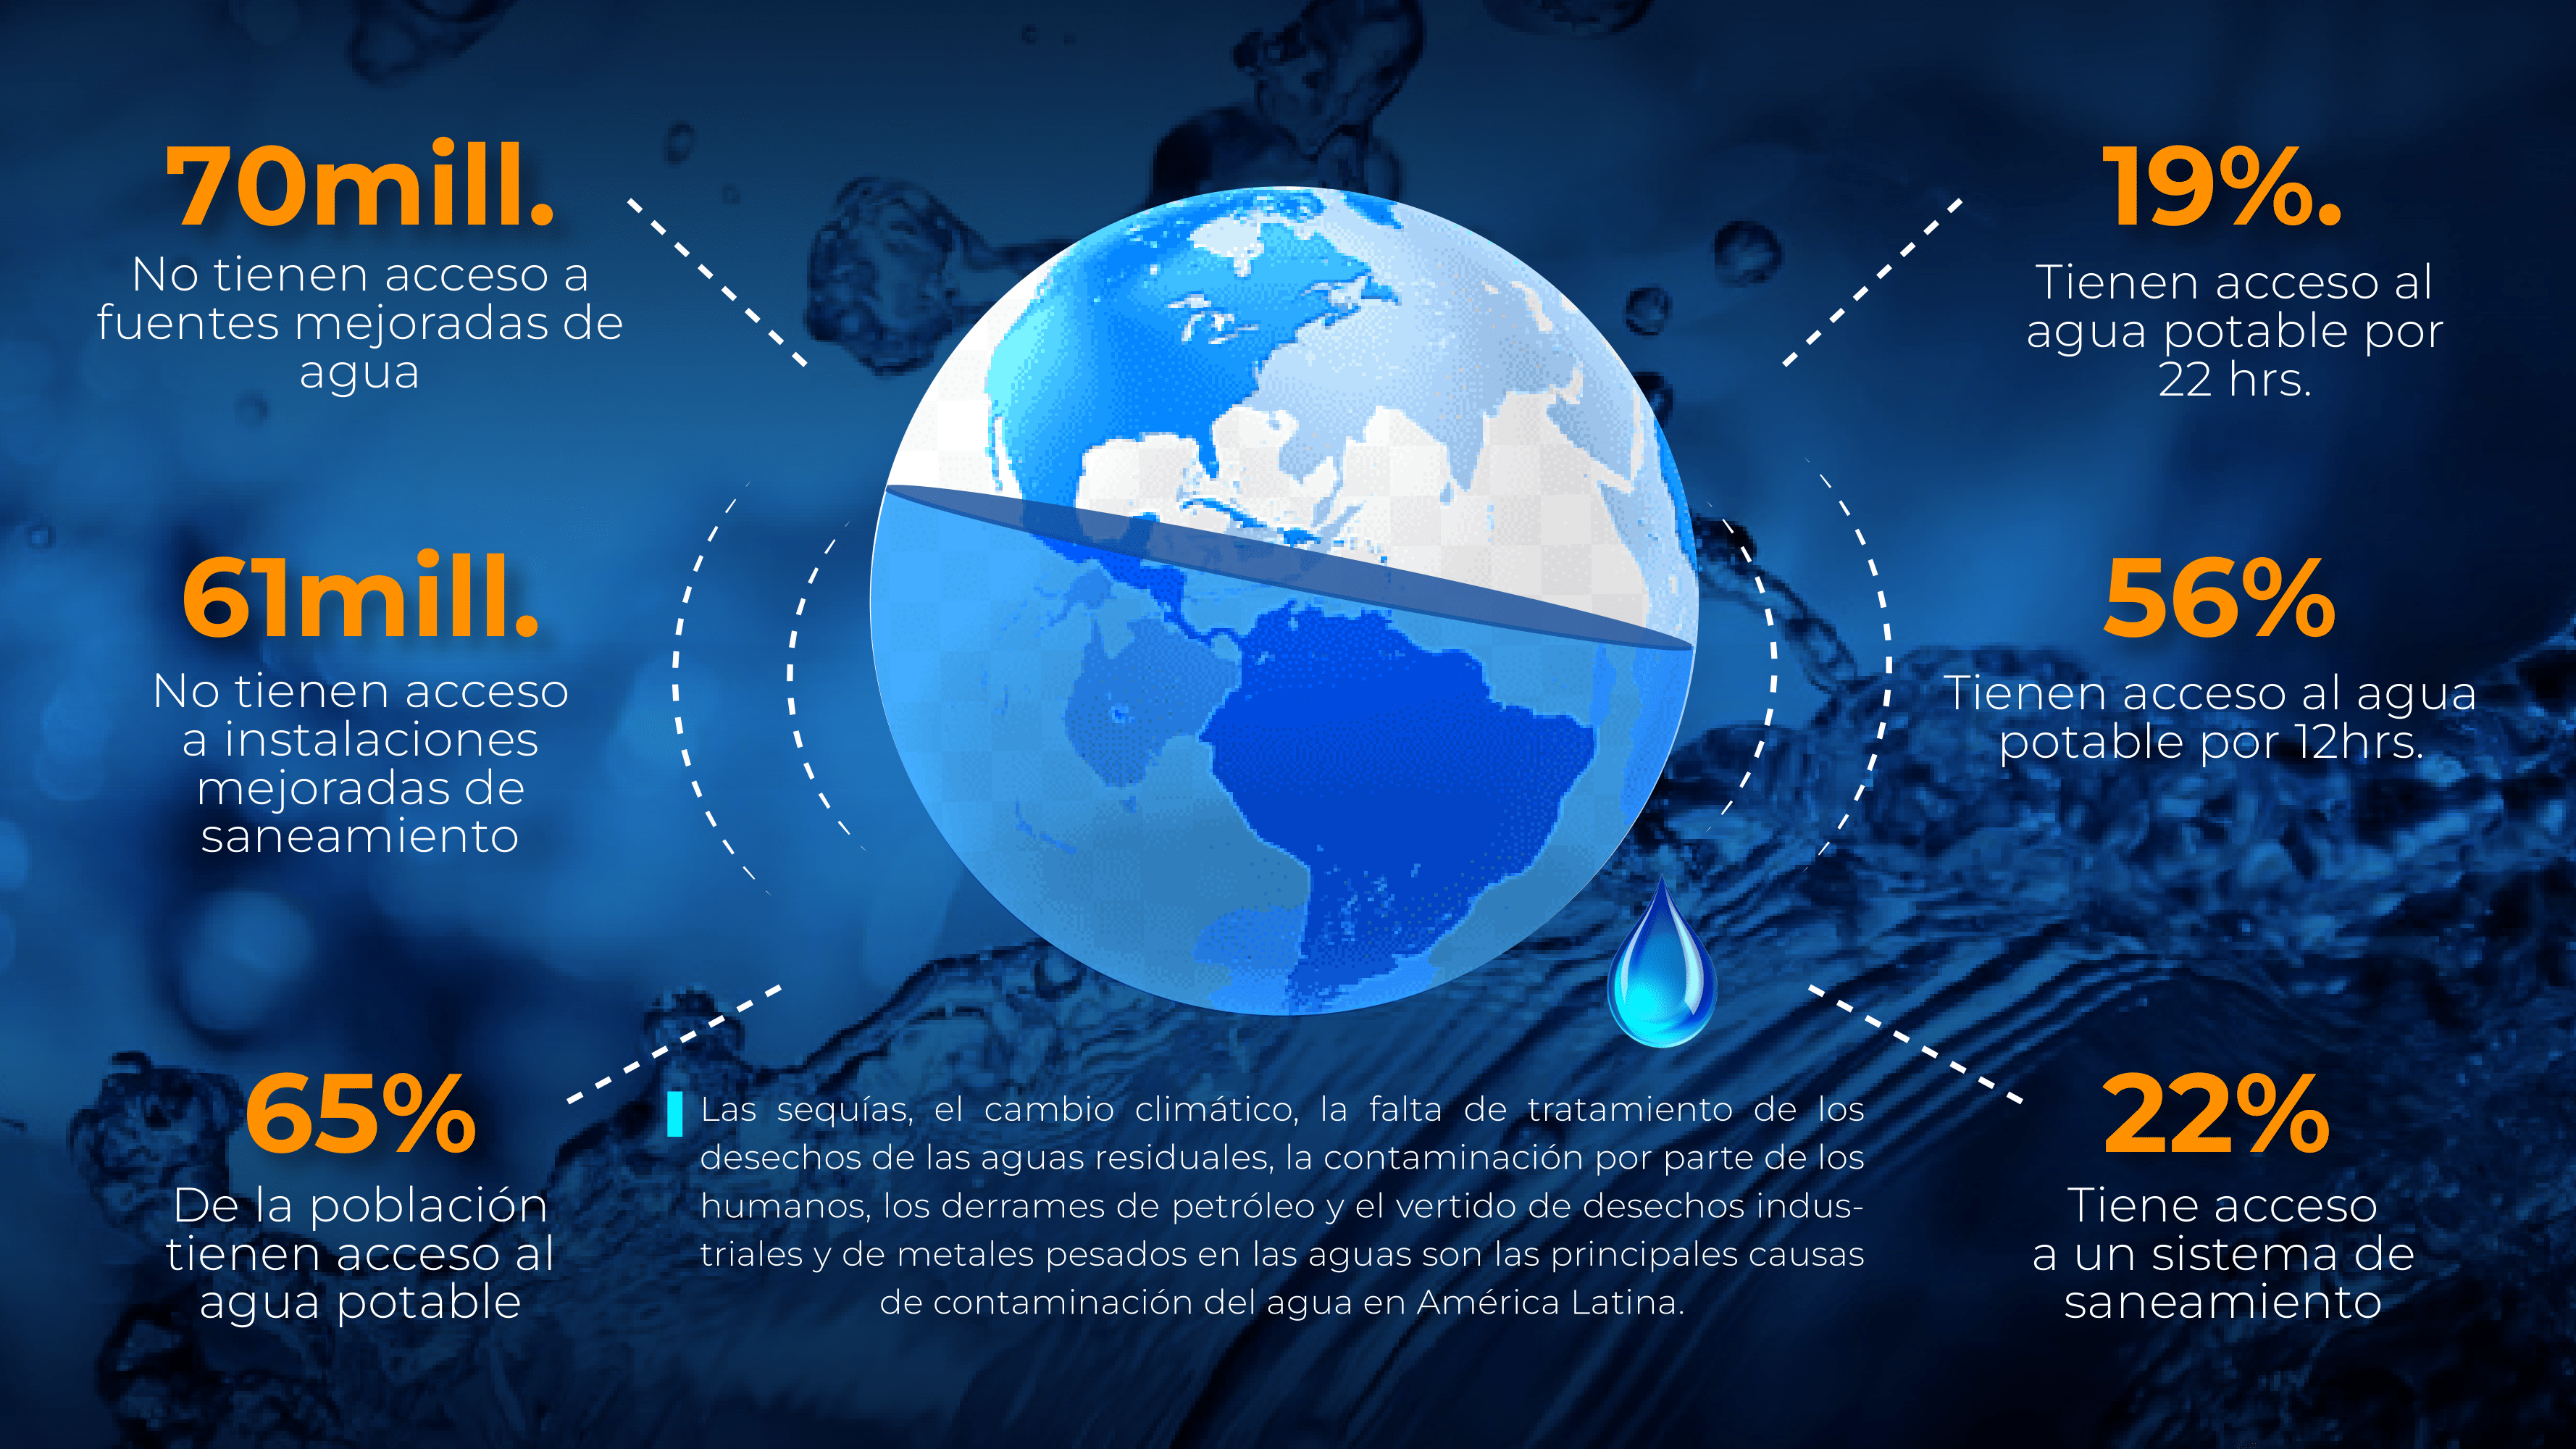 70mill.
No tienen acceso a
fuentes mejoradas de
agua
61mill.
No tienen acceso
a instalaciones
mejoradas de
saneamiento
65%
De la población
tienen acceso al
agua potable
19%.
Tienen acceso al
agua potable por
22 hrs.
56%
Tienen acceso al agua
potable por 12hrs.
22%
Tiene acceso
a un sistema de
saneamiento
Las sequías, el cambio climático, la falta de tratamiento de los
desechos de las aguas residuales, la contaminación por parte de los
humanos, los derrames de petróleo y el vertido de desechos indus-
triales y de metales pesados en las aguas son las principales causas
de contaminación del agua en América Latina.